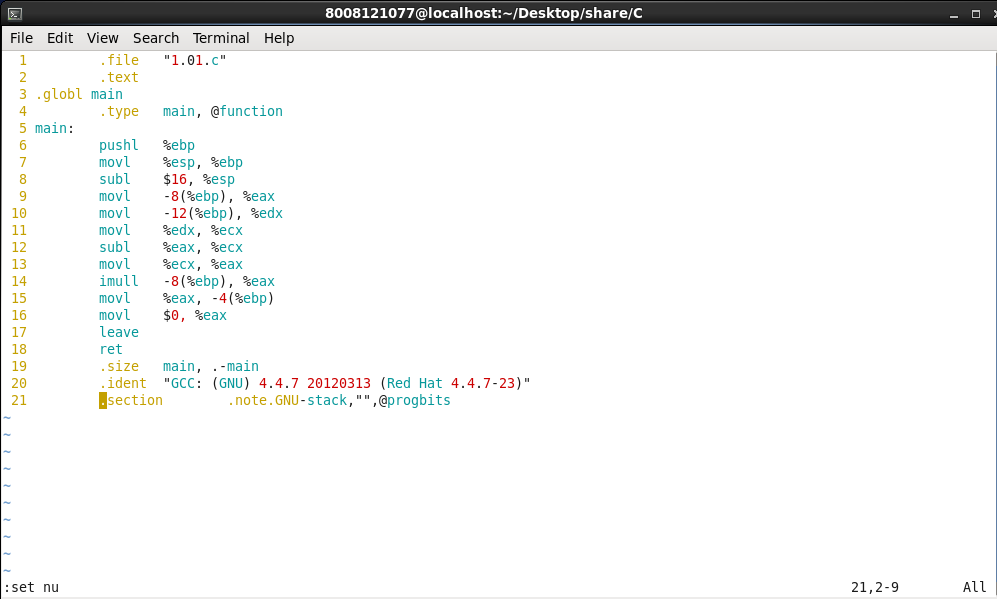 8008121077@localhost:~/Desktop/share/C
File Edit View Search Terminal Help
1 .file "1.01.c"
2 .text
3 .globl main
4 .type main, @function
5 main:
6 pushl %ebp
7 movl %esp, %ebp
8 subl $16, %esp
9 movl -8(%ebp), %eax
10 movl -12(%ebp), %edx
11 movl %edx, %ecx
12 subl %eax, %ecx
13 movl %ecx, %eax
14 imull -8(%ebp), %eax
15 movl %eax, -4(%ebp)
16 movl $0, %eax
17 leave
18 ret
19 .size main, .-main
20 .ident "GCC: (GNU) 4.4.7 20120313 (Red Hat 4.4.7-23)"
21 .section .note.GNU-stack,"",@progbits
~
~
~
~
~
~
~
~
~
~
:set nu 21,2-9 All